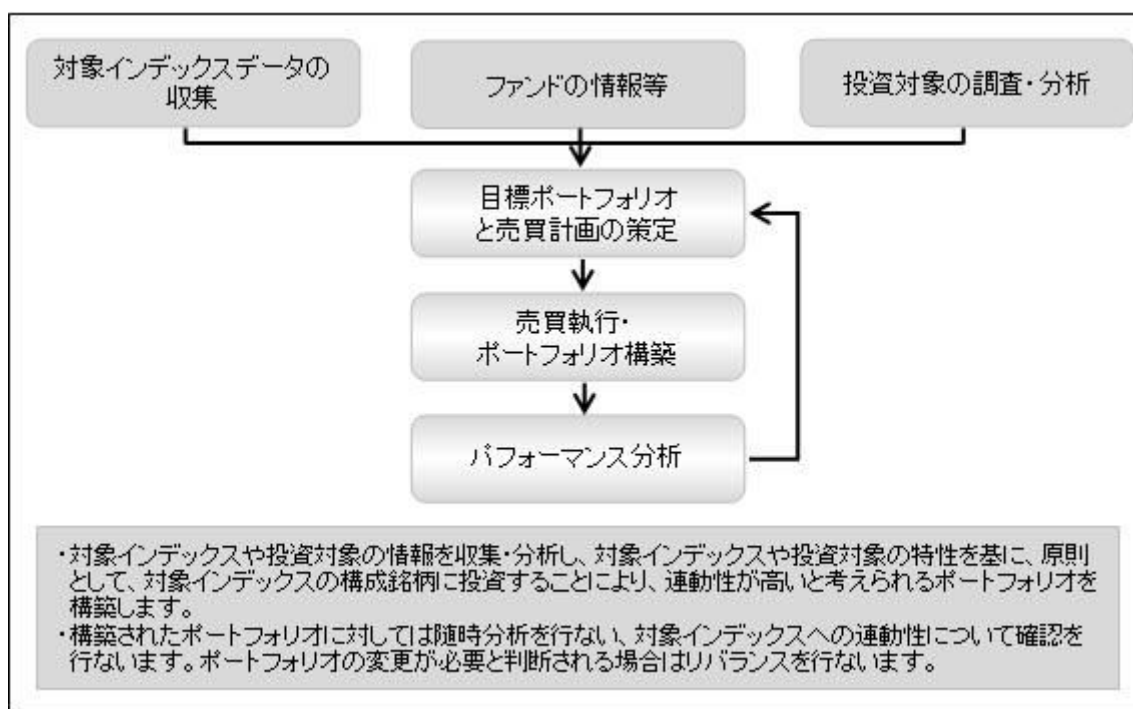 対象インデックスデータの
収集
ファンドの情報等
投資対象の調査・分析
目標ポートフォリオ
と売買計画の策定
売買執行・
ポートフォリオ構築
パフォーマンス分析
・対象インデックスや投資対象の情報を収集・分析し、対象インデックスや投資対象の特性を基に、原則
として、対象インデックスの構成銘柄に投資することにより、連動性が高いと考えられるポートフォリオを
構築します。
・構築されたポートフォリオに対しては随時分析を行ない、対象インデックスへの連動性について確認を
行ないます。ポートフォリオの変更が必要と判断される場合はリバランスを行ないます。